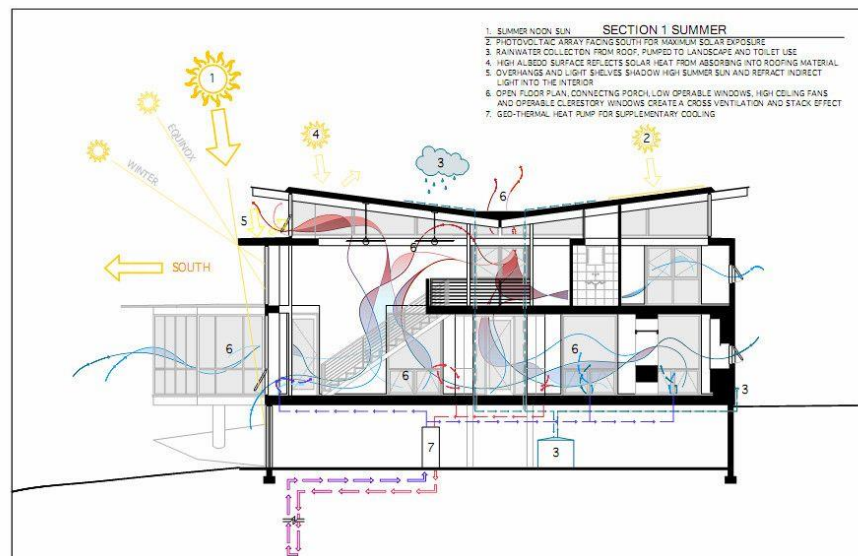 SECTION 1 SUMMER
1. SUMMER NOON SUN
2. PHOTOVOLTAIC ARRAY FACING SOUTH FOR MAXIMUM SOLAR EXPOSURE
3. RAINWATER COLLECTION FROM ROOF, PUMPED TO LANDSCAPE AND TOILET USE
4. HIGH ALBEDO SURFACE REFLECTS SOLAR HEAT FROM ABSORBING INTO ROOFING MATERIAL
5. OVERHANGS AND LIGHT SHELVES SHADOW HIGH SUMMER SUN AND REFRACT INDIRECT
LIGHT INTO THE INTERIOR
6. OPEN FLOOR PLAN, CONNECTNG PORCH, LOW OPERABLE WINDOWS, HIGH CEILING FANS
AND OPERABLE CLERESTORY WINDOWS CREATE A CROSS VENTILATION AND STACK EFFECT
7. GEO-THERMAL HEAT PUMP FOR SUPPLEMENTARY COOLING
1
4
2
EQUINOX
WINTER
3
6
5
6
SOUTH
6
6
6
3
7
3